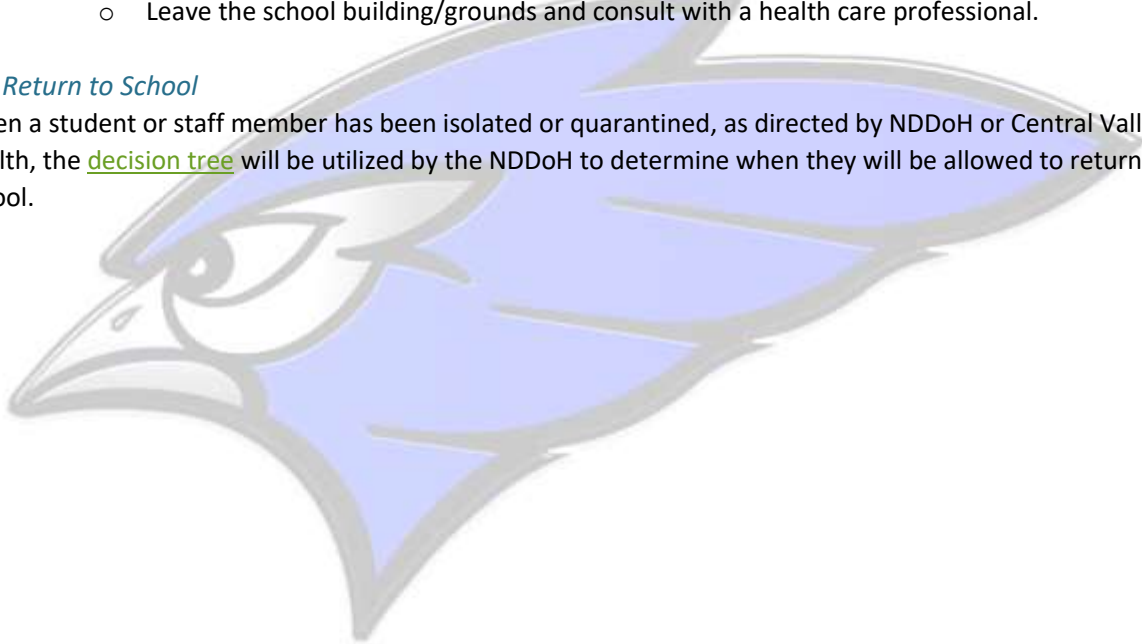 o Leave the school building/grounds and consult with a health care professional.
Return to School
en a student or staff member has been isolated or quarantined, as directed by NDDoH or Central Vall
lth, the decision tree will be utilized by the NDDoH to determine when they will be allowed to return
ool.